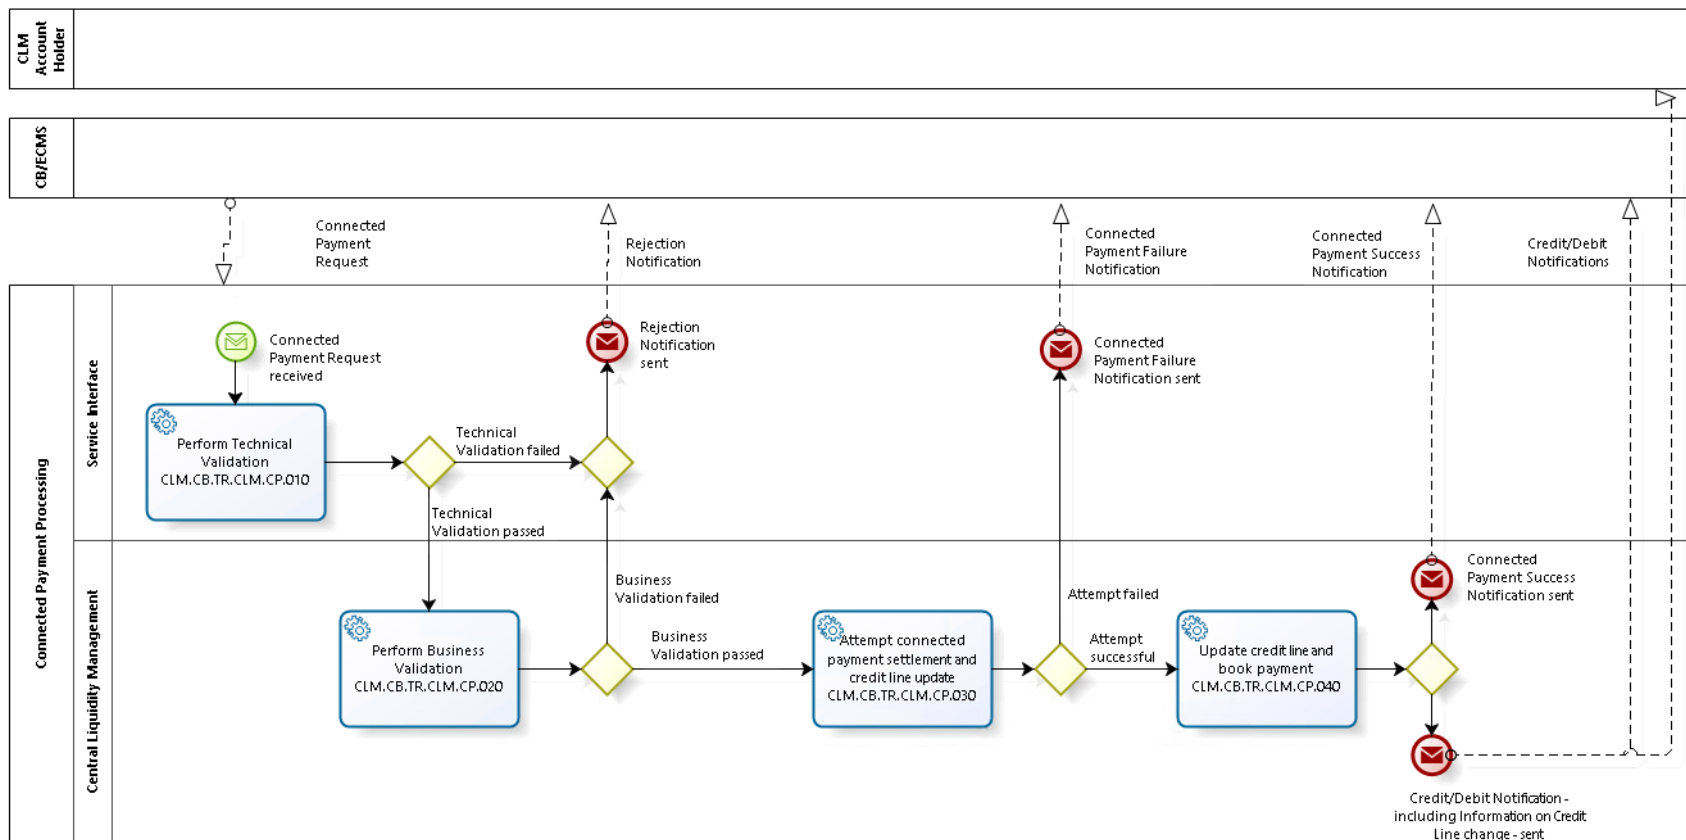 CLM
Account
Holder
CB/ECMS
Connected
Payment
Request
Rejection
Notification
Connected
Payment Failure
Notification
Connected
Payment Success
Notification
Credit/Debit
Notifications
Connected Payment Processing
Service Interface
Connected
Payment Request
received
Rejection
Notification
sent
Connected
Payment Failure
Notification sent
Perform Technical
Validation
CLM.CB.TR.CLM.CP.010
Technical
Validation failed
Technical
Validation passed
Central Liquidity Management
Perform Business
Validation
CLM.CB.TR.CLM.CP.020
Business
Validation failed
Business
Validation passed
Attempt connected
payment settlement and
credit line update
CLM.CB.TR.CLM.CP.030
Attempt failed
Attempt
successful
Update credit line and
book payment
CLM.CB.TR.CLM.CP.040
Connected
Payment Success
Notification sent
Credit/Debit Notification -
including Information on Credit
Line change - sent